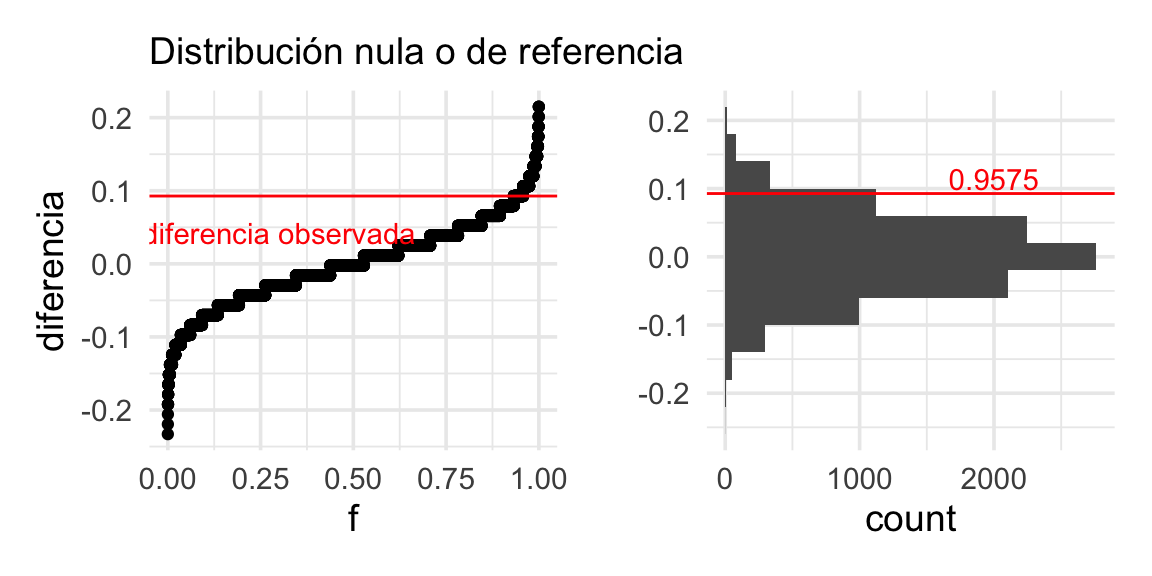 Distribución nula o de referencia
diferencia
0.2
0.1
0.0
-0.1
-0.2
diferencia observada
0.00 0.25 0.50 0.75 1.00
f
0.2
0.1
0.0
-0.1
-0.2
0.9575
0 1000 2000
count